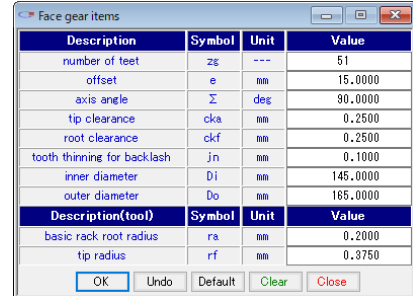 Face gear items
Description Symbol Unit Value
number of teet zg --- 51
offset e mm 15.0000
axis angle Σ deg 90.0000
tip clearance cka mm 0.2500
root clearance ckf mm 0.2500
tooth thinning for backlash jn mm 0.1000
inner diameter Di mm 145.0000
outer diameter Do mm 165.0000
Description(tool) Symbol Unit Value
basic rack root radius ra mm 0.2000
tip radius rf mm 0.3750
OK Undo Default Clear Close